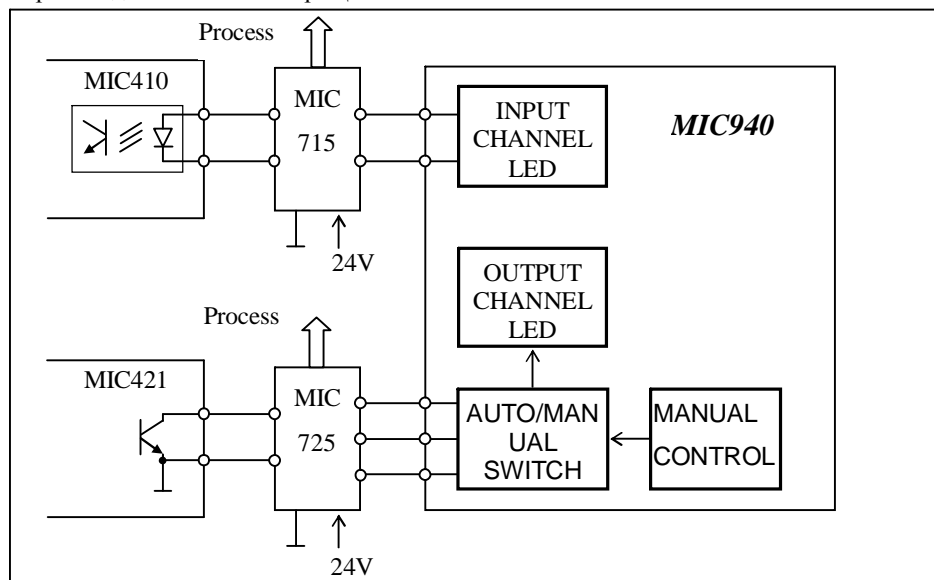 Process
MIC410
MIC
715
24V
INPUT
CHANNEL
LED
MIC940
OUTPUT
CHANNEL
LED
Process
MIC421
MIC
725
24V
AUTO/MAN
UAL
SWITCH
MANUAL
CONTROL